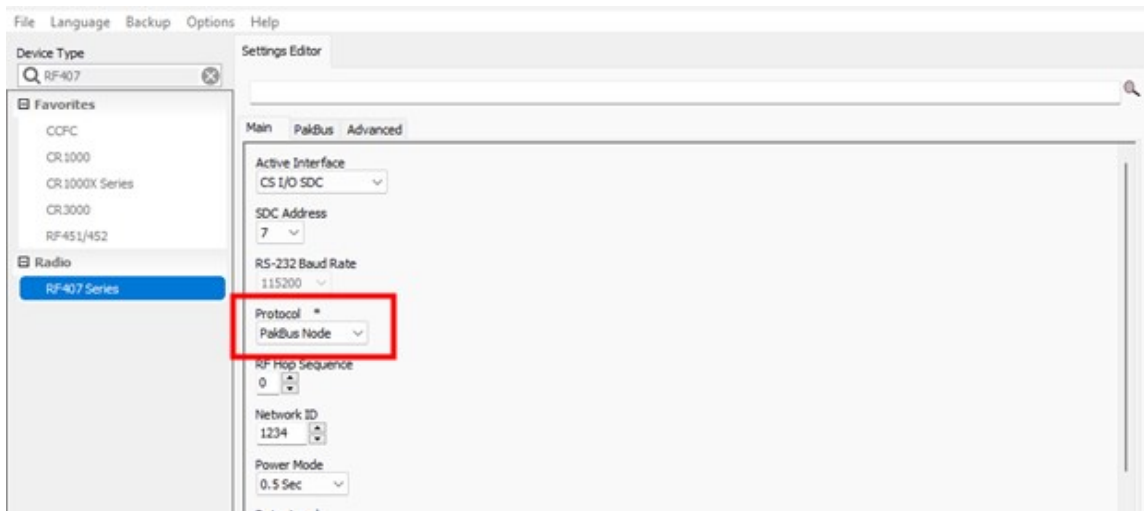 File Language Backup Options Help
Device Type
RF407
Favorites
CCFC
CR1000
CR1000X Series
CR3000
RF451/452
Radio
RF407 Series
Settings Editor
Main PakBus Advanced
Active Interface
CS I/O SDC
SDC Address
7
RS-232 Baud Rate
115200
Protocol *
PakBus Node
RF Hop Sequence
0
Network ID
1234
Power Mode
0.5 Sec